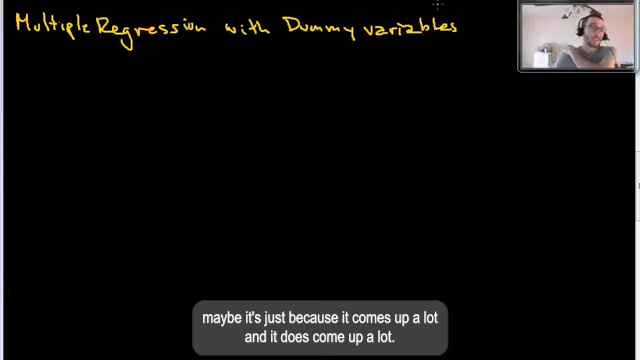 Multiple Regression with Dummy variables
maybe it's just because it comes up a lot
and it does come up a lot.